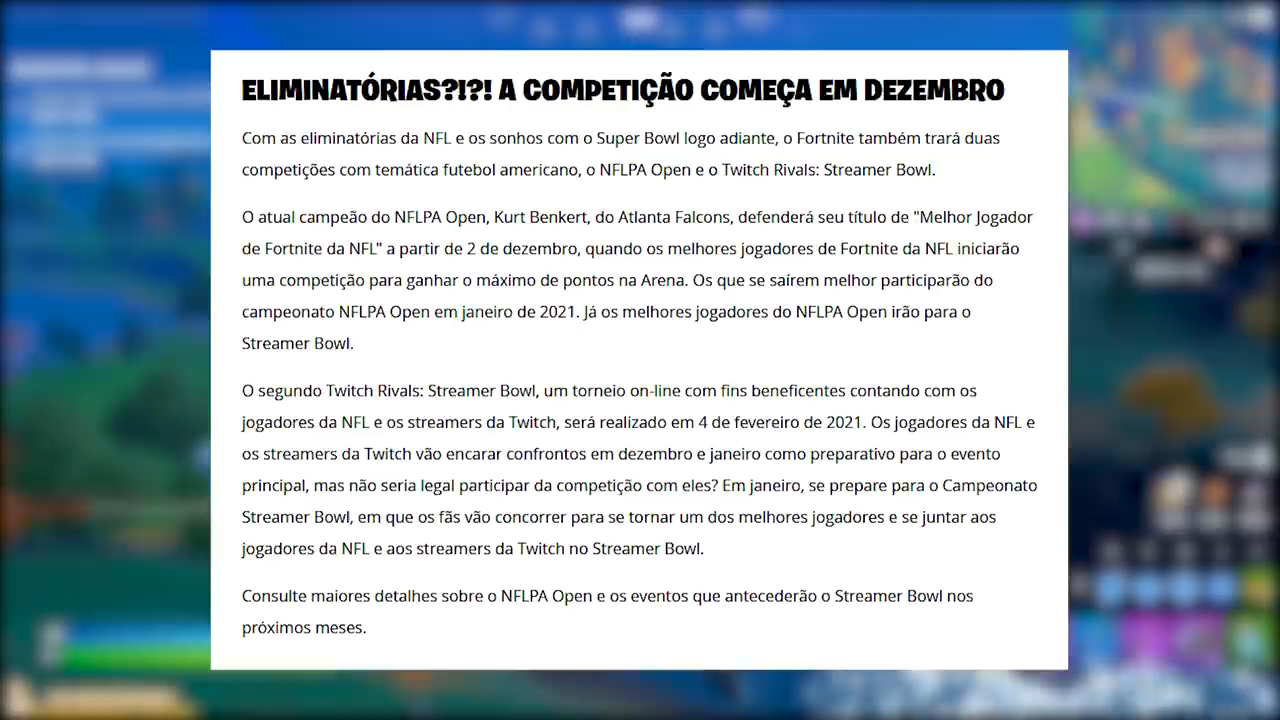 ELIMINATÓRIAS?!?! A COMPETIÇÃO COMEÇA EM DEZEMBRO
Com as eliminatórias da NFL e os sonhos com o Super Bowl logo adiante, o Fortnite também trará duas
competições com temática futebol americano, o NFLPA Open e o Twitch Rivals: Streamer Bowl.
O atual campeão do NFLPA Open, Kurt Benkert, do Atlanta Falcons, defenderá seu título de "Melhor Jogador
de Fortnite da NFL" a partir de 2 de dezembro, quando os melhores jogadores de Fortnite da NFL iniciarão
uma competição para ganhar o máximo de pontos na Arena. Os que se saírem melhor participarão do
campeonato NFLPA Open em janeiro de 2021. Já os melhores jogadores do NFLPA Open irão para o
Streamer Bowl.
O segundo Twitch Rivals: Streamer Bowl, um torneio on-line com fins beneficentes contando com os
jogadores da NFL e os streamers da Twitch, será realizado em 4 de fevereiro de 2021. Os jogadores da NFL e
os streamers da Twitch vão encarar confrontos em dezembro e janeiro como preparativo para o evento
principal, mas não seria legal participar da competição com eles? Em janeiro, se prepare para o Campeonato
Streamer Bowl, em que os fãs vão concorrer para se tornar um dos melhores jogadores e se juntar aos
jogadores da NFL e aos streamers da Twitch no Streamer Bowl.
Consulte maiores detalhes sobre o NFLPA Open e os eventos que antecederão o Streamer Bowl nos
próximos meses.